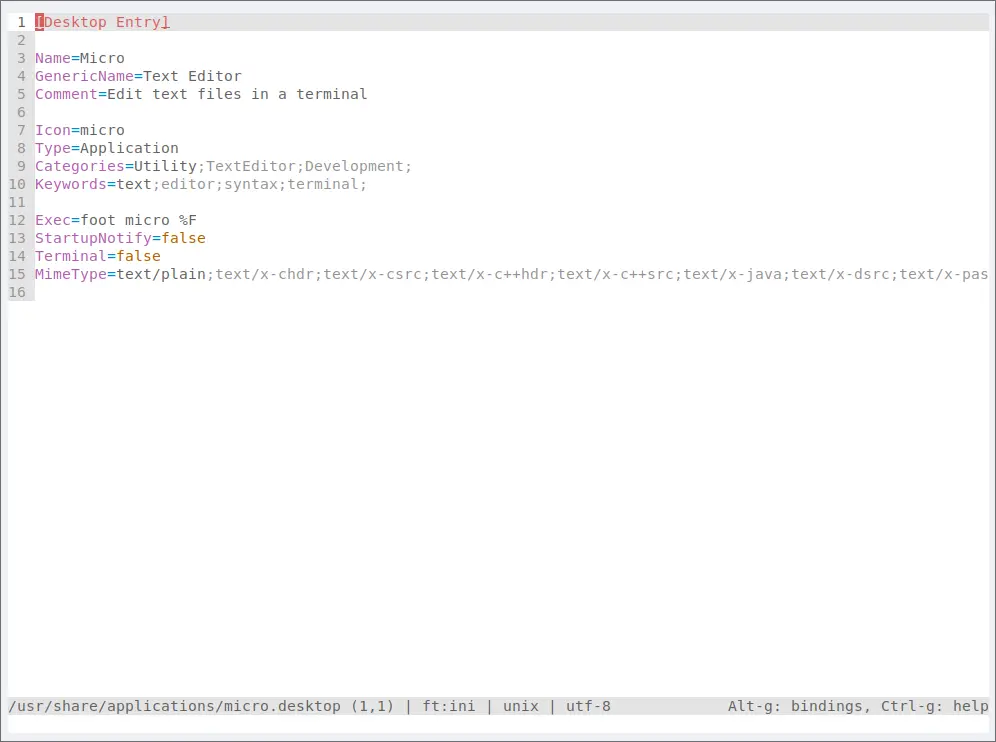 1 [Desktop Entry]
2
3 Name=Micro
4 GenericName=Text Editor
5 Comment=Edit text files in a terminal
6
7 Icon=micro
8 Type=Application
9 Categories=Utility;TextEditor;Development;
10 Keywords=text;editor;syntax;terminal;
11
12 Exec=foot micro %F
13 StartupNotify=false
14 Terminal=false
15 MimeType=text/plain;text/x-chdr;text/x-csrc;text/x-c++hdr;text/x-c++src;text/x-java;text/x-dsrc;text/x-pas
16
/usr/share/applications/micro.desktop (1,1) | ft:ini | unix | utf-8 Alt-g: bindings, Ctrl-g: help